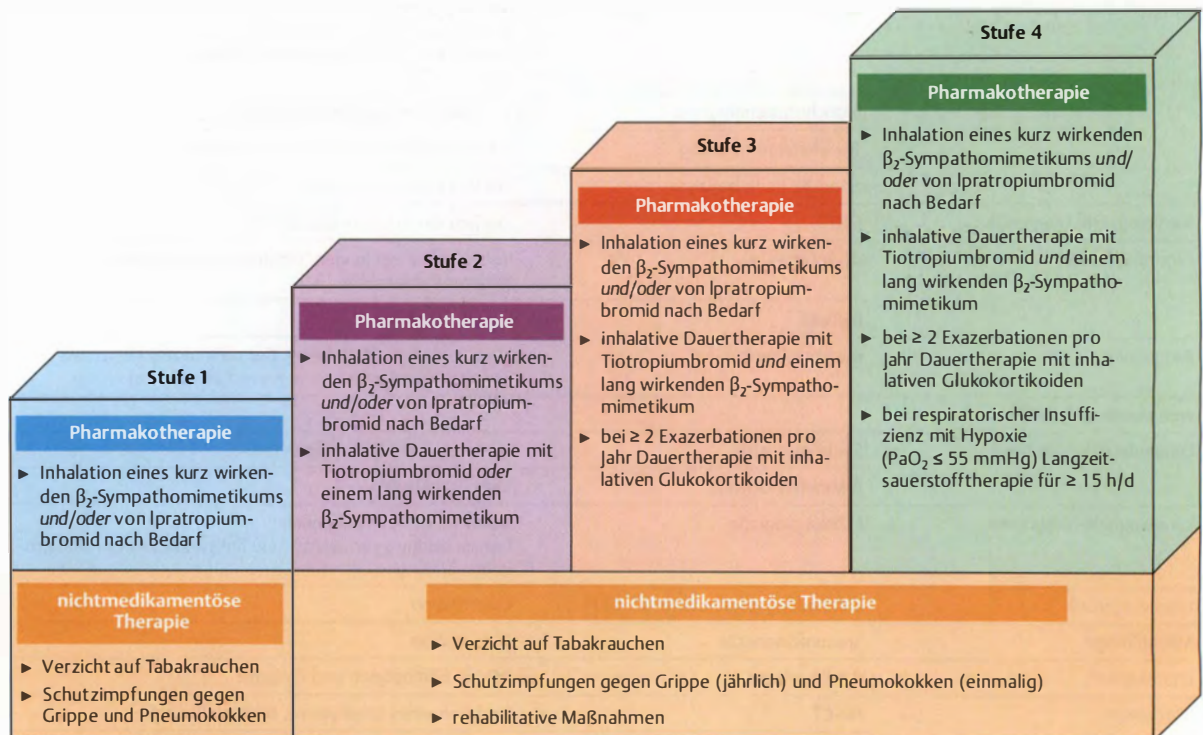 Stufe 1
Pharmakotherapie
► Inhalation eines kurz wirken-
den β₂-Sympathomimetikums
und/oder von Ipratropium-
bromid nach Bedarf
Stufe 2
Pharmakotherapie
► Inhalation eines kurz wirken-
den β₂-Sympathomimetikums
und/oder von Ipratropium-
bromid nach Bedarf
► inhalative Dauertherapie mit
Tiotropiumbromid oder
einem lang wirkenden
β₂-Sympathomimetikum
Stufe 3
Pharmakotherapie
► Inhalation eines kurz wirken-
den β₂-Sympathomimetikums
und/oder von Ipratropium-
bromid nach Bedarf
► inhalative Dauertherapie mit
Tiotropiumbromid und einem
lang wirkenden β₂-Sympatho-
mimetikum
► bei ≥ 2 Exazerbationen pro
Jahr Dauertherapie mit inha-
lativen Glukokortikoiden
Stufe 4
Pharmakotherapie
► Inhalation eines kurz wirkenden
β₂-Sympathomimetikums und/
oder von Ipratropiumbromid
nach Bedarf
► inhalative Dauertherapie mit
Tiotropiumbromid und einem
lang wirkenden β₂-Sympatho-
mimetikum
► bei ≥ 2 Exazerbationen pro
Jahr Dauertherapie mit inha-
lativen Glukokortikoiden
► bei respiratorischer Insuffi-
zienz mit Hypoxie
(PaO₂ ≤ 55 mmHg) Langzeit-
sauerstofftherapie für ≥ 15 h/d
nichtmedikamentöse
Therapie
► Verzicht auf Tabakrauchen
► Schutzimpfungen gegen
Grippe und Pneumokokken
nichtmedikamentöse Therapie
► Verzicht auf Tabakrauchen
► Schutzimpfungen gegen Grippe (jährlich) und Pneumokokken (einmalig)
► rehabilitative Maßnahmen